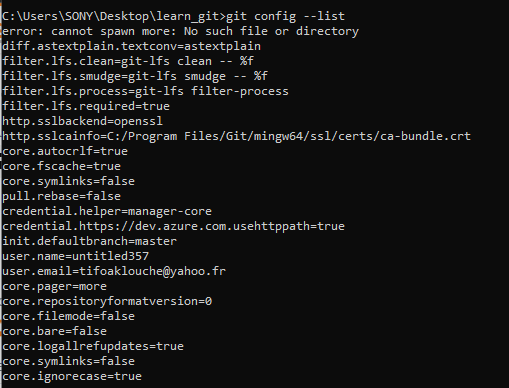 C:\Users\SONY\Desktop\learn_git>git config --list
error: cannot spawn more: No such file or directory
diff.astextplain.textconv=astextplain
filter.lfs.clean=git-lfs clean -- %f
filter.lfs.smudge=git-lfs smudge -- %f
filter.lfs.process=git-lfs filter-process
filter.lfs.required=true
http.sslbackend=openssl
http.sslcainfo=C:/Program Files/Git/mingw64/ssl/certs/ca-bundle.crt
core.autocrlf=true
core.fscache=true
core.symlinks=false
pull.rebase=false
credential.helper=manager-core
credential.https://dev.azure.com.usehttppath=true
init.defaultbranch=master
user.name=untitled357
user.email=tifoaklouche@yahoo.fr
core.pager=more
core.repositoryformatversion=0
core.filemode=false
core.bare=false
core.logallrefupdates=true
core.symlinks=false
core.ignorecase=true